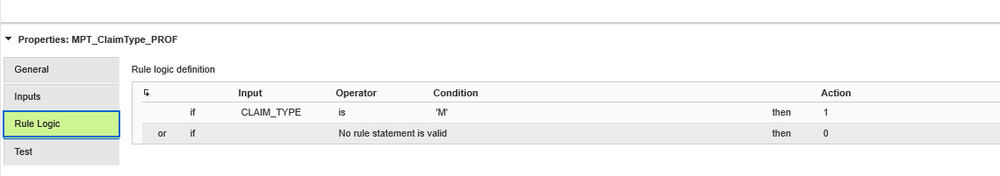 Properties: MPT_ClaimType_PROF
General
Inputs
Rule Logic
Test
Rule logic definition
Input Operator Condition Action
if CLAIM_TYPE is 'M' then 1
or if No rule statement is valid then 0